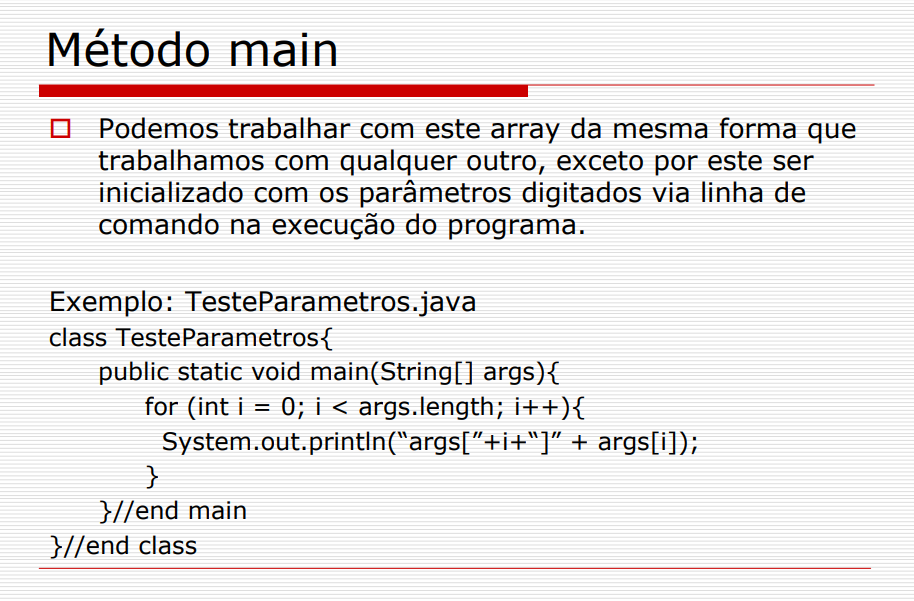 Método main
Podemos trabalhar com este array da mesma forma que
trabalhamos com qualquer outro, exceto por este ser
inicializado com os parâmetros digitados via linha de
comando na execução do programa.
Exemplo: TesteParametros.java
class TesteParametros{
public static void main(String[] args){
for (int i = 0; i < args.length; i++){
System.out.println(“args[”+i+“]” + args[i]);
}
}//end main
}//end class